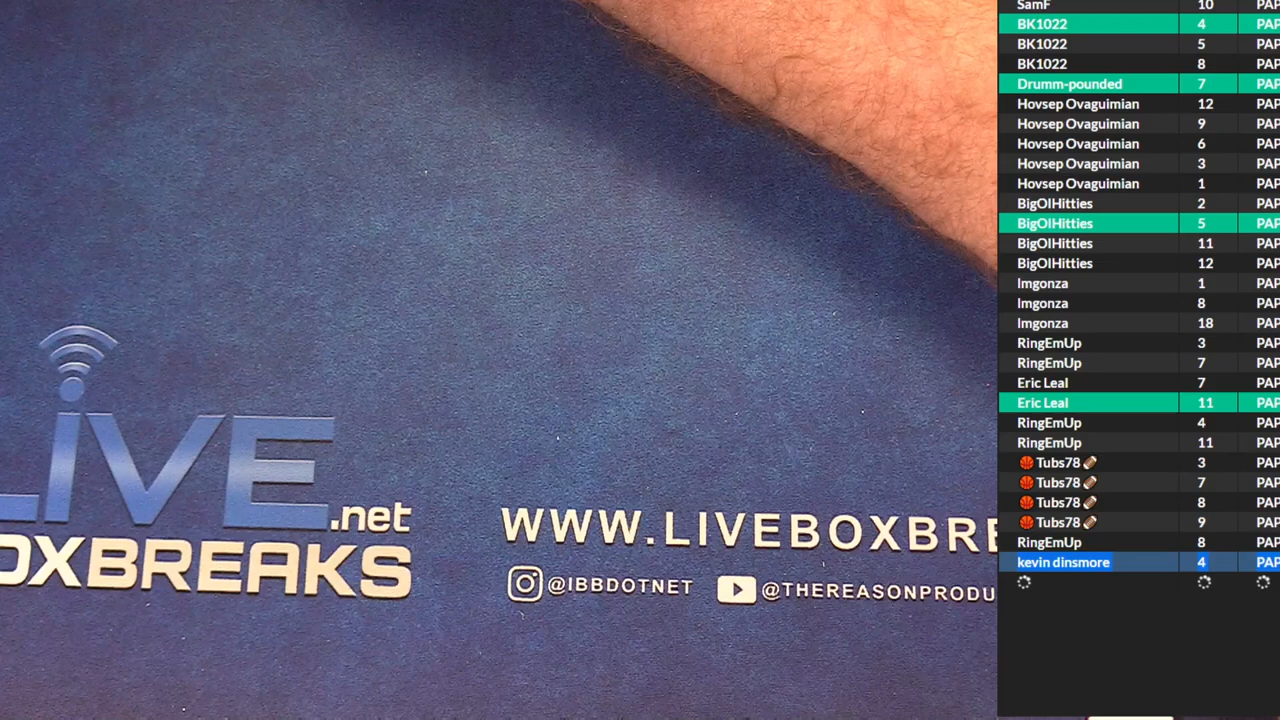 SamF 10 PAP
BK1022 4 PAP
BK1022 5 PAP
BK1022 8 PAP
Drumm-pounded 7 PAP
Hovsep Ovaguimian 12 PAP
Hovsep Ovaguimian 9 PAP
Hovsep Ovaguimian 6 PAP
Hovsep Ovaguimian 3 PAP
Hovsep Ovaguimian 1 PAP
BigOlHitties 2 PAP
BigOlHitties 5 PAP
BigOlHitties 11 PAP
BigOlHitties 12 PAP
Imgonza 1 PAP
Imgonza 8 PAP
Imgonza 18 PAP
RingEmUp 3 PAP
RingEmUp 7 PAP
Eric Leal 7 PAP
Eric Leal 11 PAP
RingEmUp 4 PAP
RingEmUp 11 PAP
🏀 Tubs78 🏈 3 PAP
🏀 Tubs78 🏈 7 PAP
🏀 Tubs78 🏈 8 PAP
🏀 Tubs78 🏈 9 PAP
RingEmUp 8 PAP
kevin dinsmore 4 PAP
LiVE.net
OXBREAKS
WWW.LIVEBOXBRE
@IBBDOTNET @THEREASONPRODU